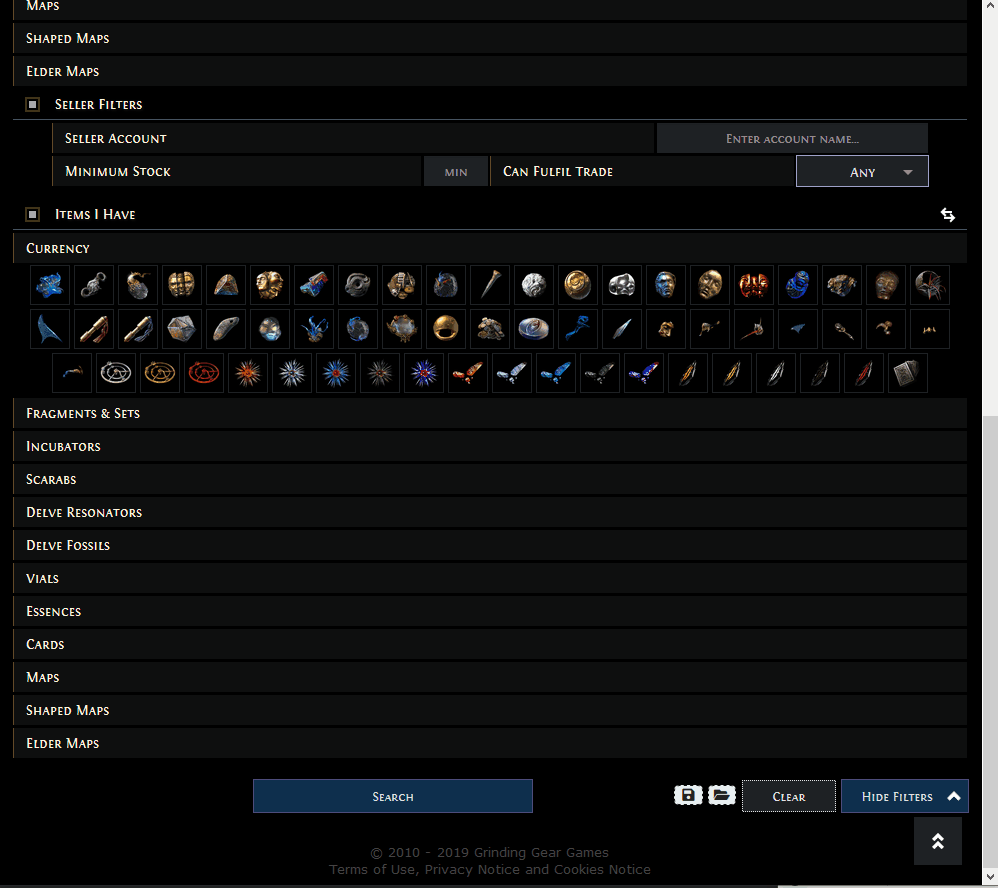 Maps
Shaped Maps
Elder Maps
Seller Filters
Seller Account Enter account name...
Minimum Stock min Can Fulfil Trade Any
Items I Have
Currency
Fragments & Sets
Incubators
Scarabs
Delve Resonators
Delve Fossils
Vials
Essences
Cards
Maps
Shaped Maps
Elder Maps
Search Clear Hide Filters
© 2010 - 2019 Grinding Gear Games
Terms of Use, Privacy Notice and Cookies Notice